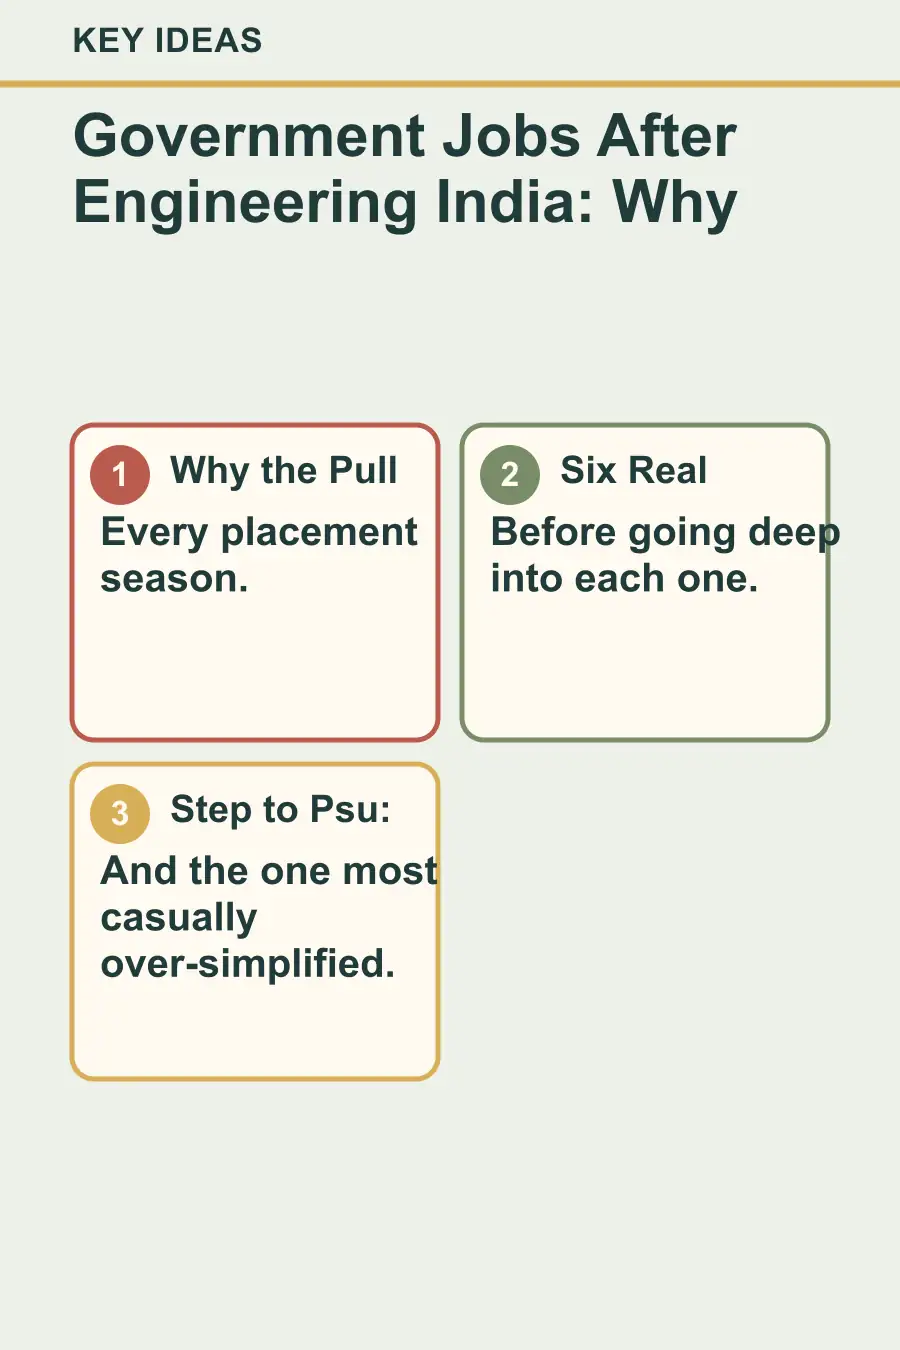 KEY IDEAS
Government Jobs After
Engineering India: Why
1 Why the Pull
Every placement
season.
2 Six Real
Before going deep
into each one.
3 Step to Psu:
And the one most
casually
over-simplified.